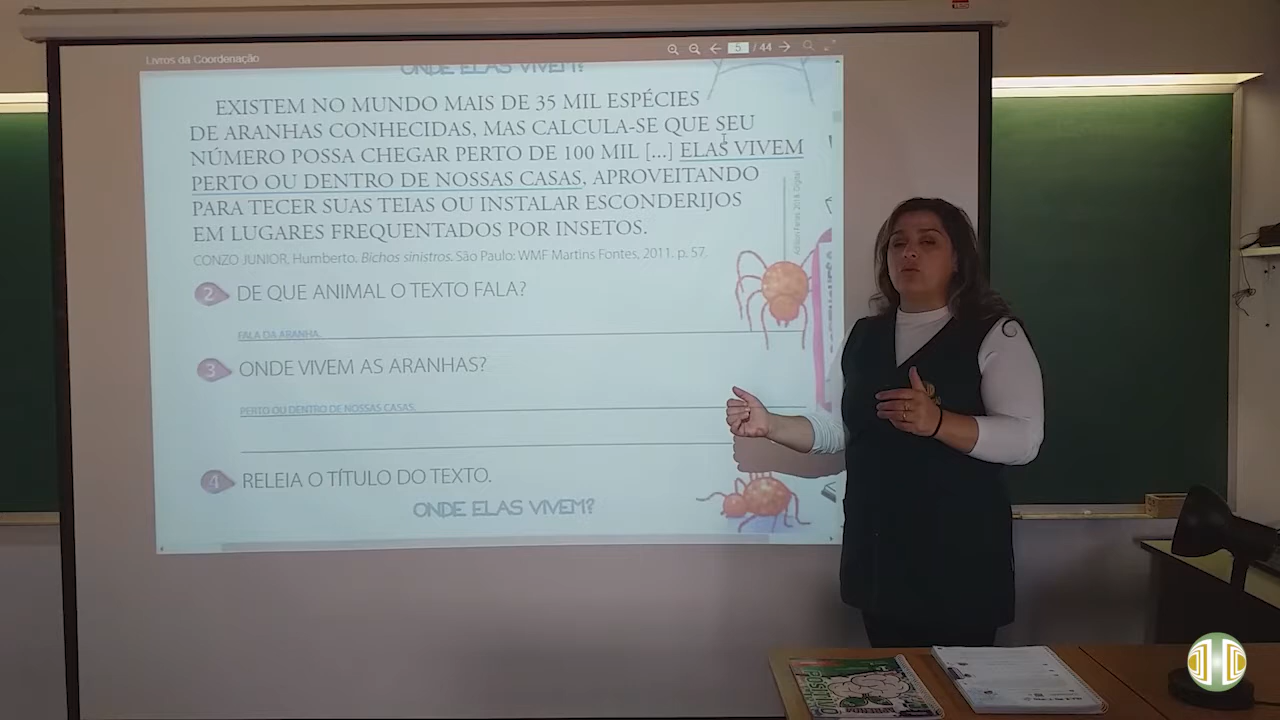 Livros da Coordenação
5 / 44
ONDE ELAS VIVEM?
EXISTEM NO MUNDO MAIS DE 35 MIL ESPÉCIES
DE ARANHAS CONHECIDAS, MAS CALCULA-SE QUE SEU
NÚMERO POSSA CHEGAR PERTO DE 100 MIL [...] ELAS VIVEM
PERTO OU DENTRO DE NOSSAS CASAS, APROVEITANDO
PARA TECER SUAS TEIAS OU INSTALAR ESCONDERIJOS
EM LUGARES FREQUENTADOS POR INSETOS.
CONZO JUNIOR, Humberto. Bichos sinistros. São Paulo: WMF Martins Fontes, 2011. p. 57.
2 DE QUE ANIMAL O TEXTO FALA?
FALA DA ARANHA.
3 ONDE VIVEM AS ARANHAS?
PERTO OU DENTRO DE NOSSAS CASAS.
4 RELEIA O TÍTULO DO TEXTO.
ONDE ELAS VIVEM?
POSITIVO